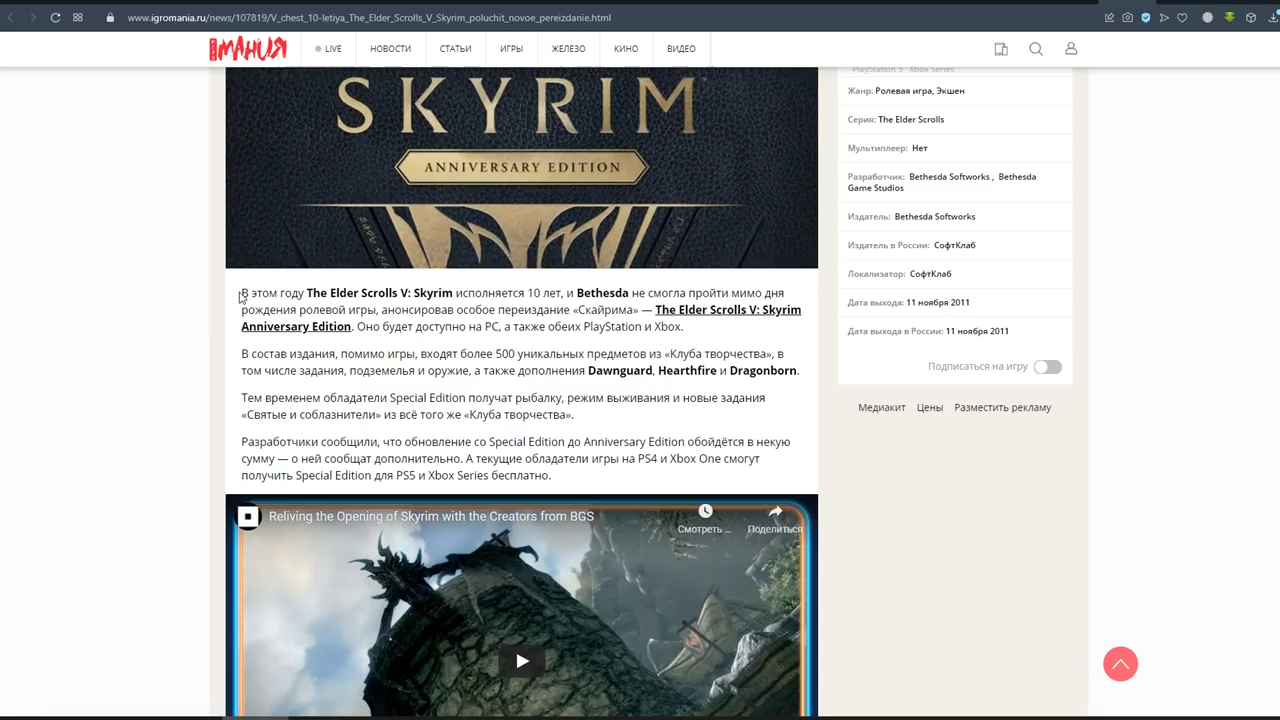 www.igromania.ru/news/107819/V_chest_10-letiya_The_Elder_Scrolls_V_Skyrim_poluchit_novoe_pereizdanie.html
МАНИЯ
LIVE
НОВОСТИ
СТАТЬИ
ИГРЫ
ЖЕЛЕЗО
КИНО
ВИДЕО
SKYRIM
ANNIVERSARY EDITION
В этом году The Elder Scrolls V: Skyrim исполняется 10 лет, и Bethesda не смогла пройти мимо дня
рождения ролевой игры, анонсировав особое переиздание «Скайрима» — The Elder Scrolls V: Skyrim
Anniversary Edition. Оно будет доступно на PC, а также обеих PlayStation и Xbox.
В состав издания, помимо игры, входят более 500 уникальных предметов из «Клуба творчества», в
том числе задания, подземелья и оружие, а также дополнения Dawnguard, Hearthfire и Dragonborn.
Тем временем обладатели Special Edition получат рыбалку, режим выживания и новые задания
«Святые и соблазнители» из всё того же «Клуба творчества».
Разработчики сообщили, что обновление со Special Edition до Anniversary Edition обойдётся в некую
сумму — о ней сообщат дополнительно. А текущие обладатели игры на PS4 и Xbox One смогут
получить Special Edition для PS5 и Xbox Series бесплатно.
Reliving the Opening of Skyrim with the Creators from BGS
Смотреть ...
Поделиться
PlayStation 5 Xbox Series
Жанр: Ролевая игра, Экшен
Серия: The Elder Scrolls
Мультиплеер: Нет
Разработчик: Bethesda Softworks , Bethesda
Game Studios
Издатель: Bethesda Softworks
Издатель в России: СофтКлаб
Локализатор: СофтКлаб
Дата выхода: 11 ноября 2011
Дата выхода в России: 11 ноября 2011
Подписаться на игру
Медиакит Цены Разместить рекламу